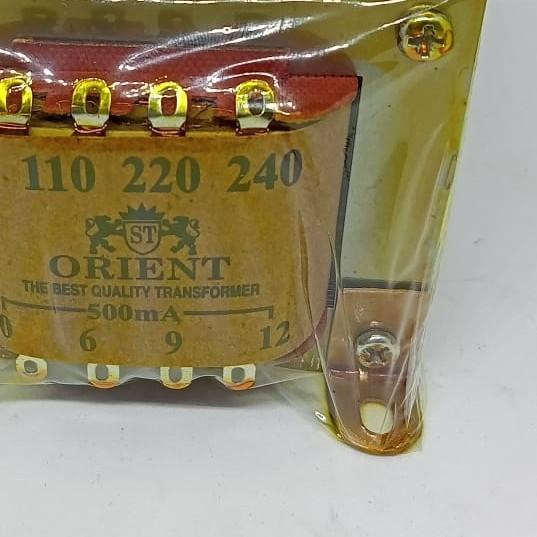 110 220 240
ST
ORIENT
THE BEST QUALITY TRANSFORMER
500mA
0 6 9 12